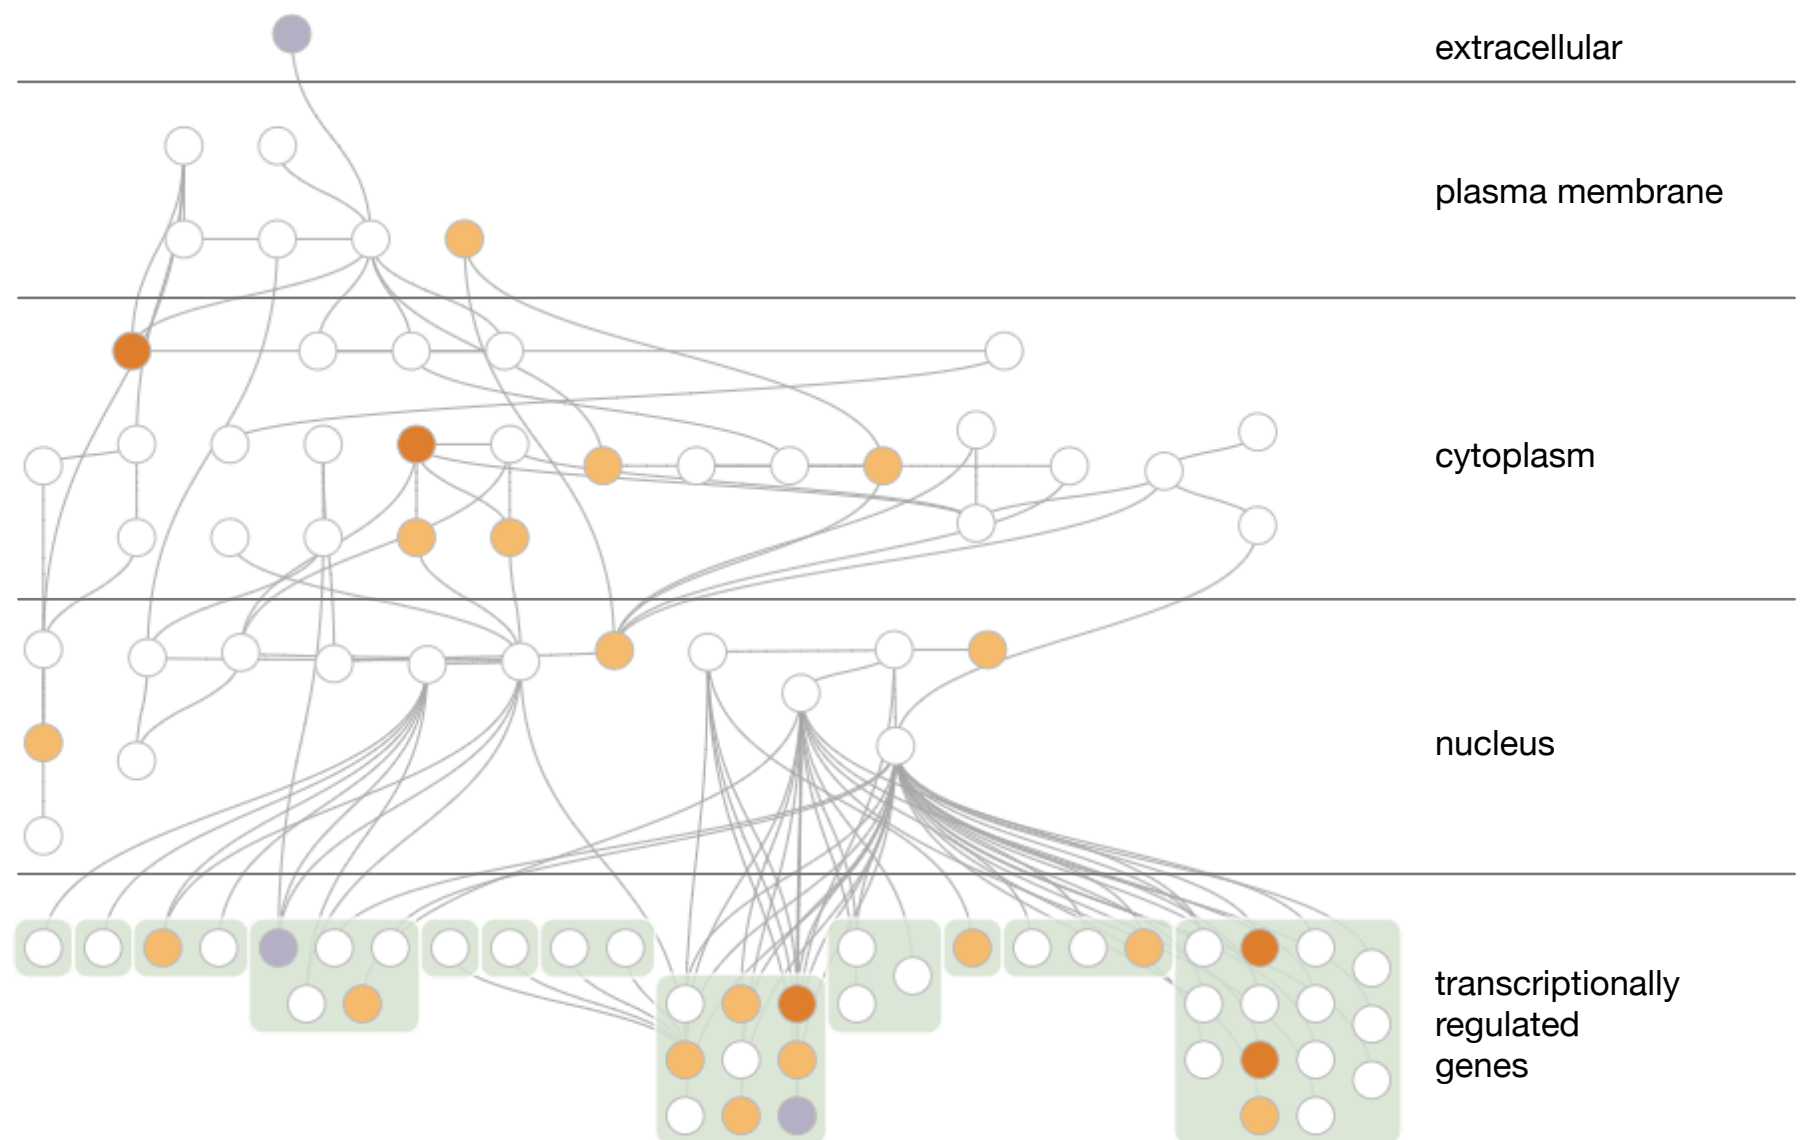 extracellular
plasma membrane
cytoplasm
nucleus
transcriptionally
regulated
genes